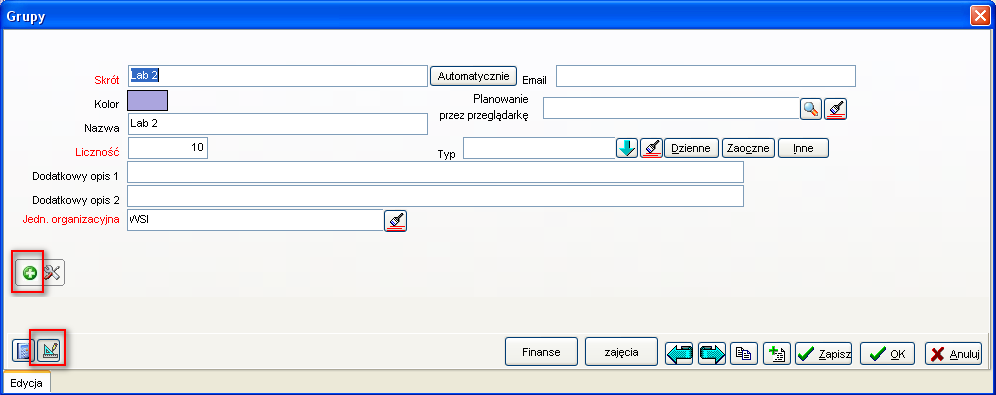 Grupy
Skrót Lab 2 Automatycznie Email
Kolor Planowanie przez przeglądarkę
Nazwa Lab 2
Liczność 10 Typ Dzienne Zaoczne Inne
Dodatkowy opis 1
Dodatkowy opis 2
Jedn. organizacyjna WSI
Finanse zajęcia Zapisz OK Anuluj
Edycja